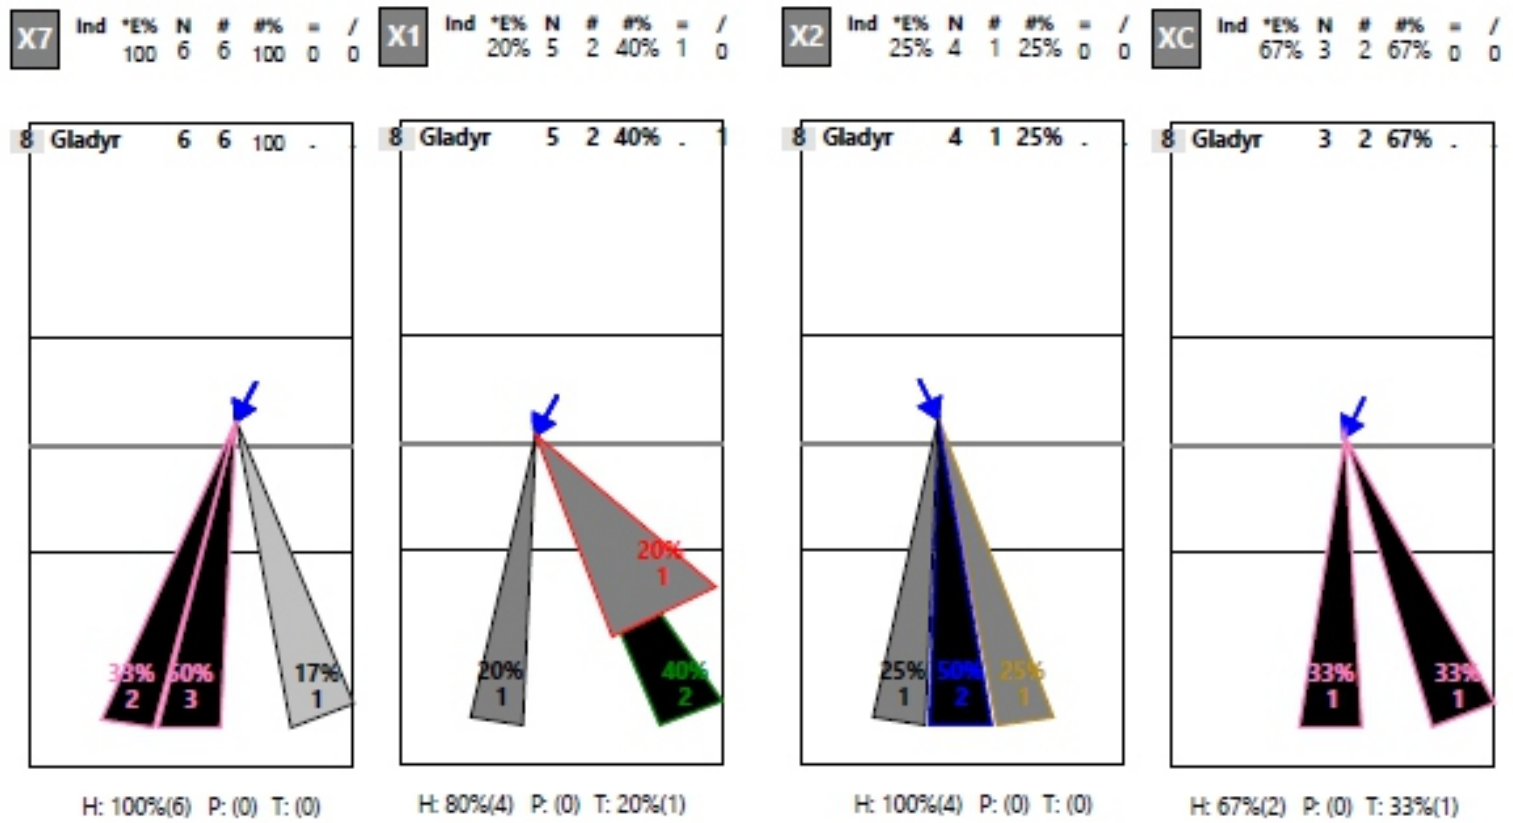 X7 Ind *E% N # #% = /
100 6 6 100 0 0
8 Gladyr 6 6 100 . .
33% 50% 17%
2 3 1
H: 100%(6) P: (0) T: (0)
X1 Ind *E% N # #% = /
20% 5 2 40% 1 0
8 Gladyr 5 2 40% . 1
20%
1
20% 40%
1 2
H: 80%(4) P: (0) T: 20%(1)
X2 Ind *E% N # #% = /
25% 4 1 25% 0 0
8 Gladyr 4 1 25% . .
25% 50% 25%
1 2 1
H: 100%(4) P: (0) T: (0)
XC Ind *E% N # #% = /
67% 3 2 67% 0 0
8 Gladyr 3 2 67% . .
33% 33%
1 1
H: 67%(2) P: (0) T: 33%(1)